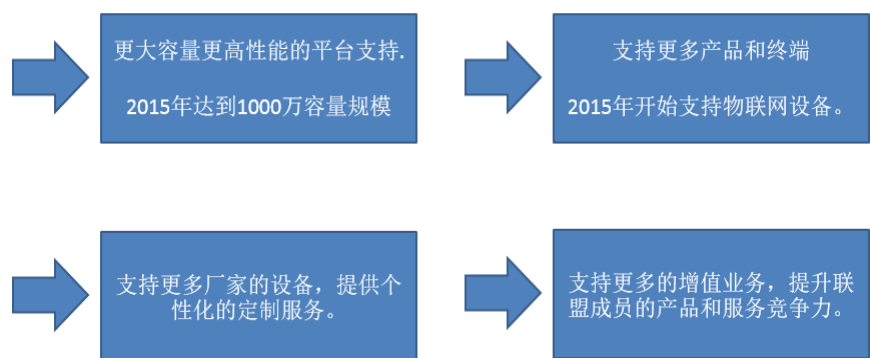 更大容量更高性能的平台支持.
2015年达到1000万容量规模
支持更多产品和终端
2015年开始支持物联网设备。
支持更多厂家的设备，提供个
性化的定制服务。
支持更多的增值业务，提升联
盟成员的产品和服务竞争力。